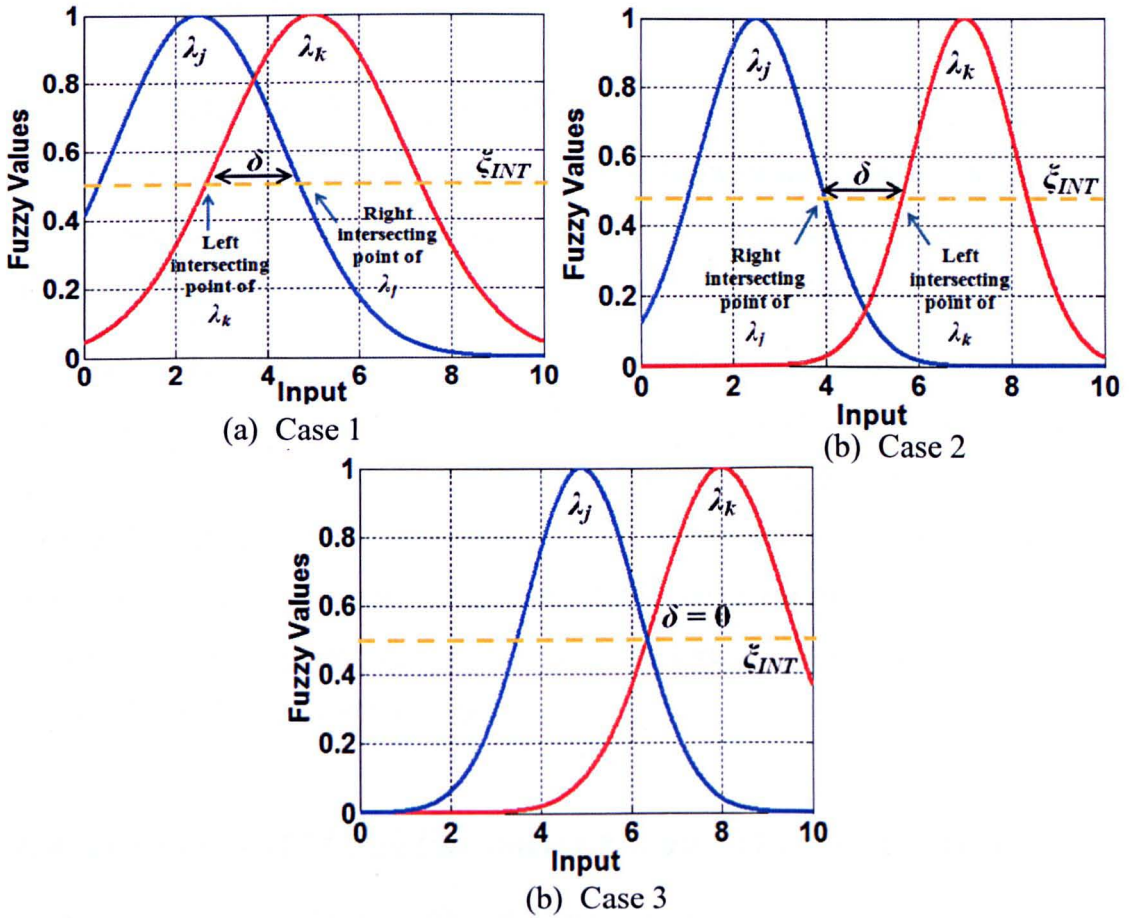 1
0.8
0.6
0.4
0.2
0
Fuzzy Values
λj
λk
δ
ξINT
Left
intersecting
point of
λk
Right
intersecting
point of
λj
0 2 4 6 8 10
Input
(a) Case 1
1
0.8
0.6
0.4
0.2
0
Fuzzy Values
λj
λk
δ
ξINT
Right
intersecting
point of
λj
Left
intersecting
point of
λk
0 2 4 6 8 10
Input
(b) Case 2
1
0.8
0.6
0.4
0.2
0
Fuzzy Values
λj
λk
δ = 0
ξINT
0 2 4 6 8 10
Input
(b) Case 3